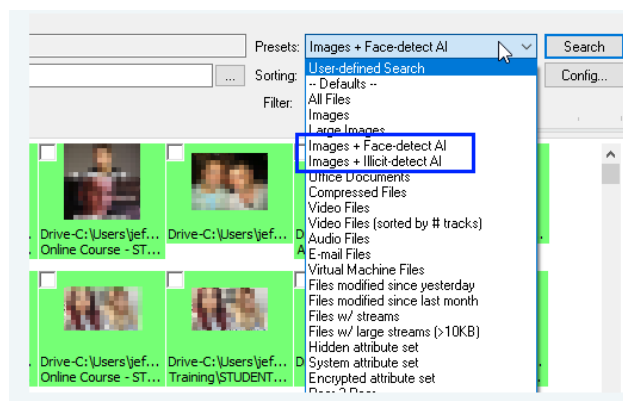 Presets: Images + Face-detect AI Search
... Sorting: User-defined Search Config...
-- Defaults --
Filter: All Files
Images
Large Images
Images + Face-detect AI
Images + Illicit-detect AI
Office Documents
Compressed Files
Video Files
Video Files (sorted by # tracks)
Audio Files
E-mail Files
Virtual Machine Files
Files modified since yesterday
Files modified since last month
Files w/ streams
Files w/ large streams (>10KB)
Hidden attribute set
System attribute set
Encrypted attribute set
Drive-C:\Users\jef... Drive-C:\Users\jef...
Online Course - ST...
Drive-C:\Users\jef... Drive-C:\Users\jef...
Online Course - ST... Training\STUDENT...